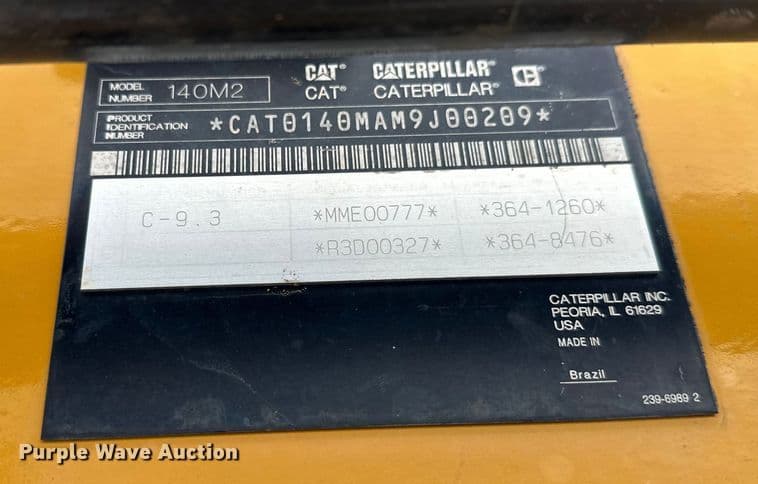 CAT® CATERPILLAR®
MODEL NUMBER 140M2 CAT® CATERPILLAR®
PRODUCT IDENTIFICATION NUMBER *CAT0140MAM9J00209*
C-9.3 *MME00777* *364-1260*
*R3D00327* *364-8476*
CATERPILLAR INC.
PEORIA, IL 61629
USA
MADE IN
Brazil
239-6989 2
Purple Wave Auction